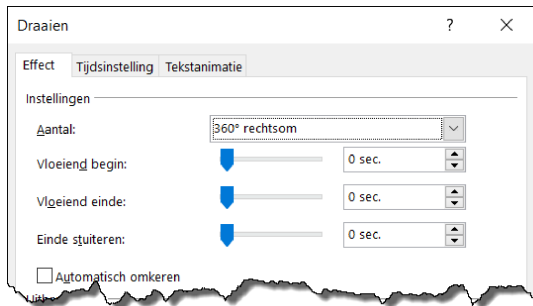 Draaien ? ×
Effect Tijdsinstelling Tekstanimatie
Instellingen
Aantal: 360° rechtsom
Vloeiend begin: 0 sec.
Vloeiend einde: 0 sec.
Einde stuiteren: 0 sec.
Automatisch omkeren